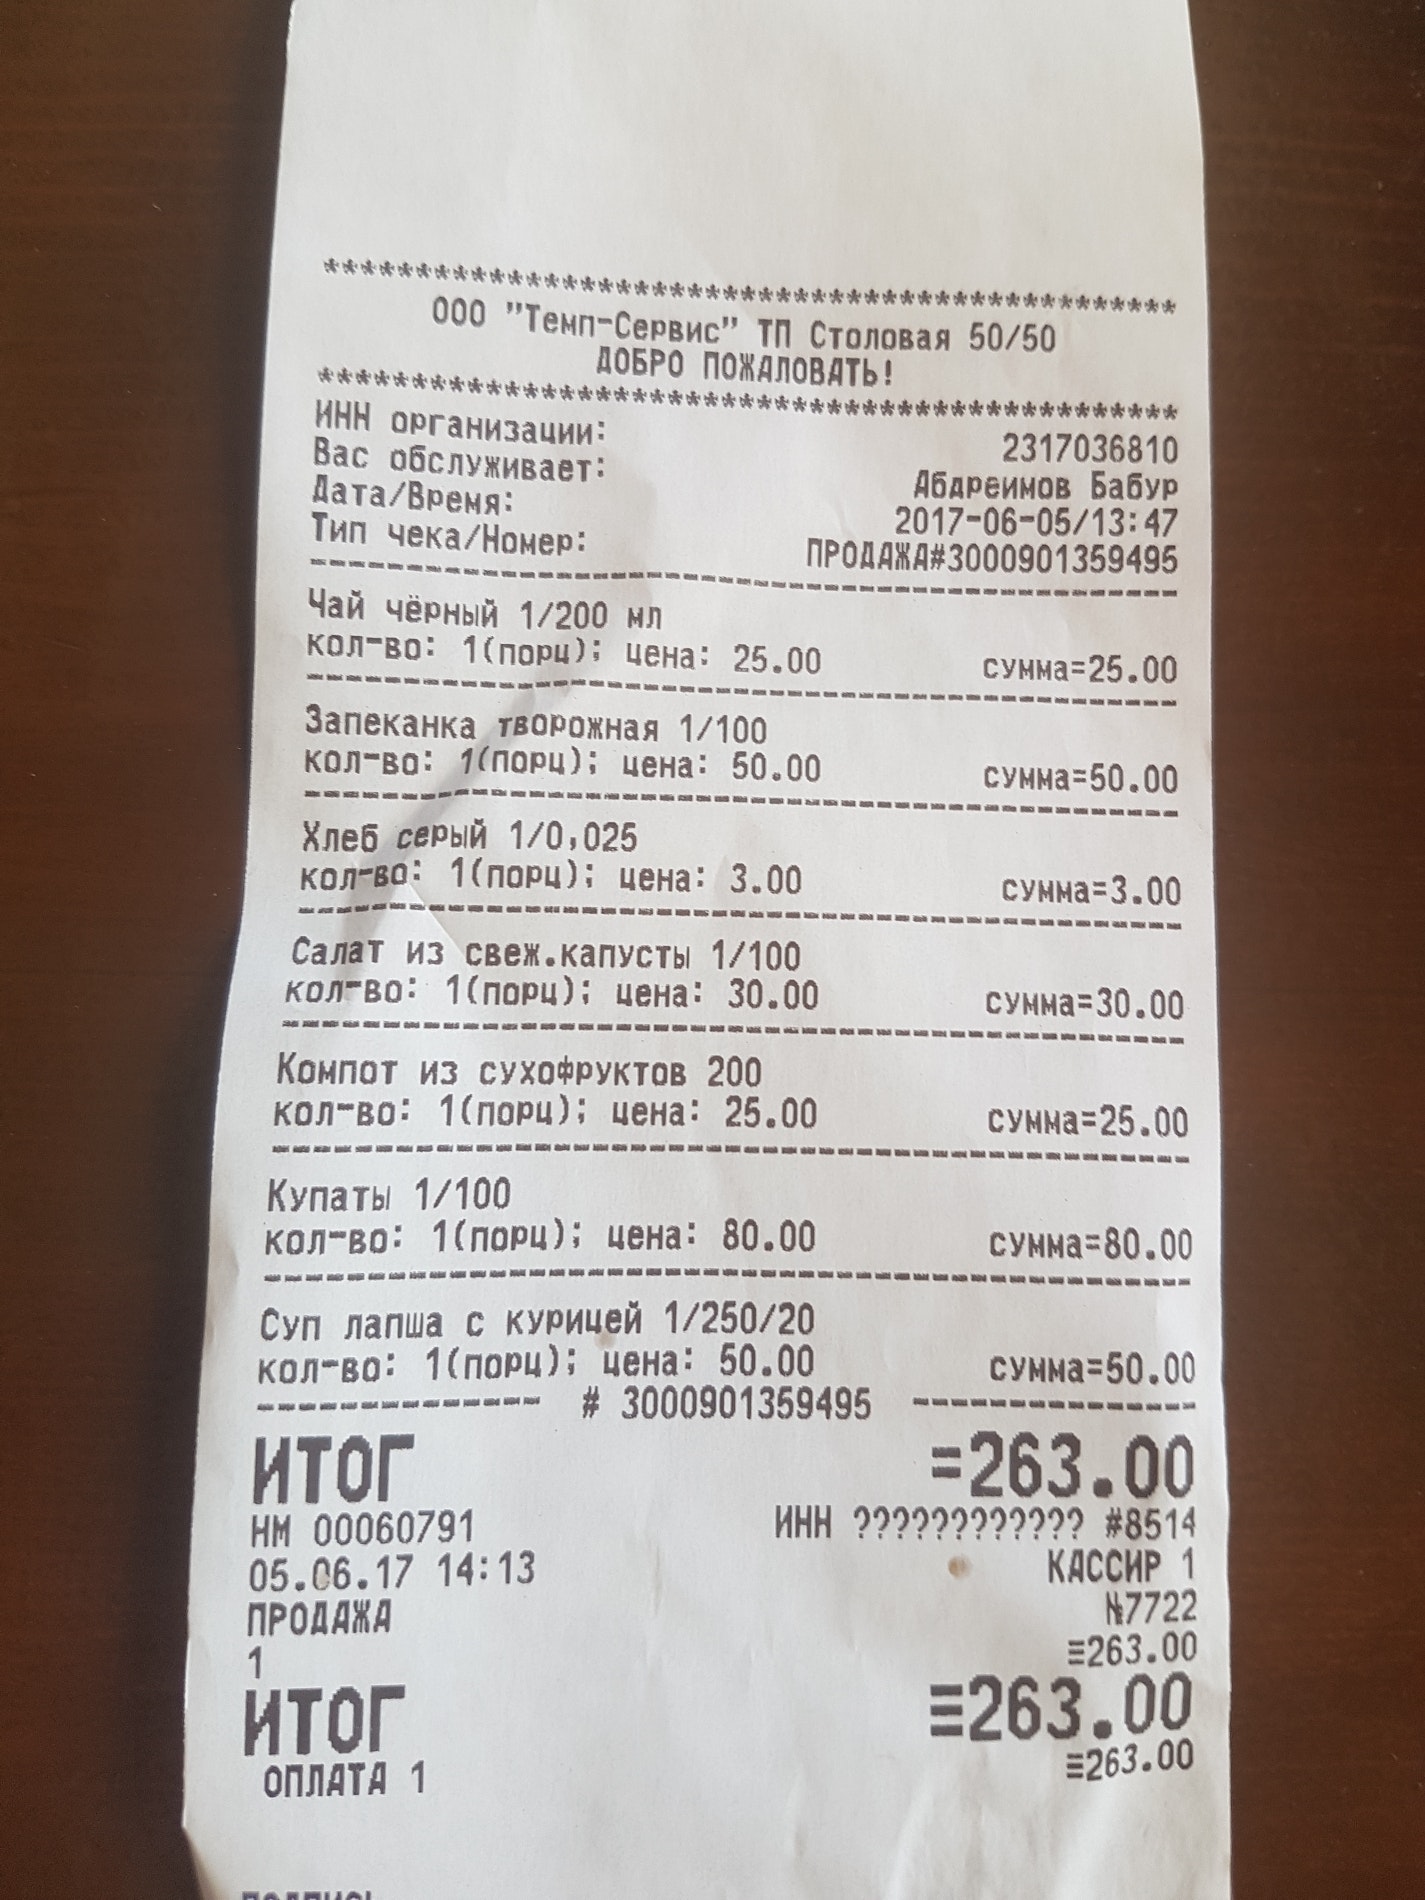 ***********************************************
ООО "Темп-Сервис" ТП Столовая 50/50
ДОБРО ПОЖАЛОВАТЬ!
***********************************************
ИНН организации: 2317036810
Вас обслуживает: Абдреимов Бабур
Дата/Время: 2017-06-05/13:47
Тип чека/Номер: ПРОДАЖА#3000901359495
Чай чёрный 1/200 мл
кол-во: 1(порц); цена: 25.00 сумма=25.00
Запеканка творожная 1/100
кол-во: 1(порц); цена: 50.00 сумма=50.00
Хлеб серый 1/0,025
кол-во: 1(порц); цена: 3.00 сумма=3.00
Салат из свеж.капусты 1/100
кол-во: 1(порц); цена: 30.00 сумма=30.00
Компот из сухофруктов 200
кол-во: 1(порц); цена: 25.00 сумма=25.00
Купаты 1/100
кол-во: 1(порц); цена: 80.00 сумма=80.00
Суп лапша с курицей 1/250/20
кол-во: 1(порц); цена: 50.00 сумма=50.00
--------------- # 3000901359495 ---------------
ИТОГ =263.00
НМ 00060791 ИНН ???????????? #8514
05.06.17 14:13 КАССИР 1
ПРОДАЖА №7722
1 ≡263.00
ИТОГ ≡263.00
ОПЛАТА 1 ≡263.00